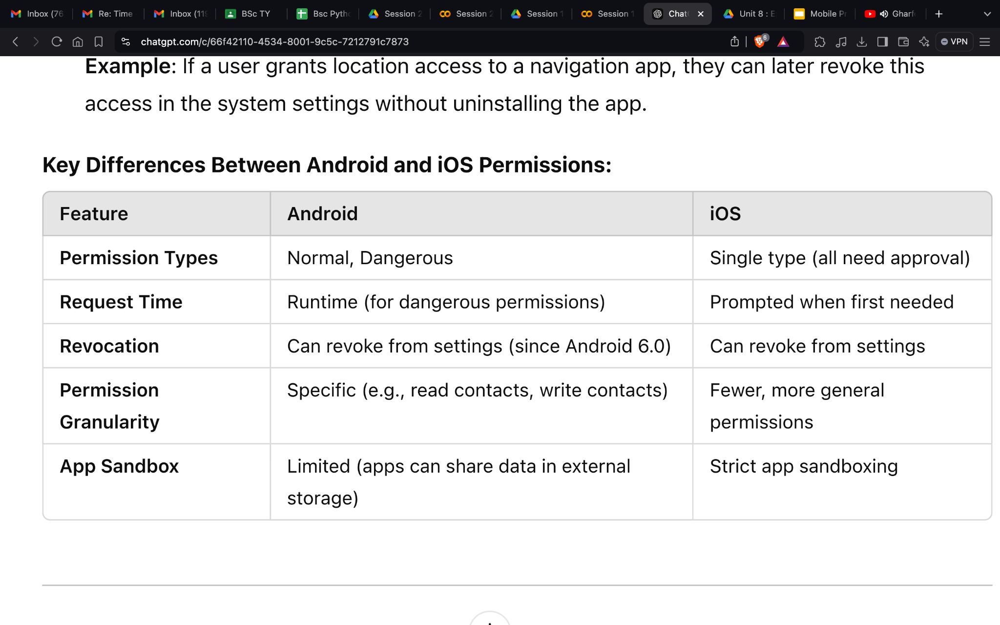 Inbox (76
Re: Time
Inbox (119
BSc TY
Bsc Pytho
Session 2
Session 2
Session 1
Session 1
Chat
Unit 8 : E
Mobile Pr
Gharf
chatgpt.com/c/66f42110-4534-8001-9c5c-7212791c7873
6
VPN
Example: If a user grants location access to a navigation app, they can later revoke this
access in the system settings without uninstalling the app.
Key Differences Between Android and iOS Permissions:
Feature
Android
iOS
Permission Types
Normal, Dangerous
Single type (all need approval)
Request Time
Runtime (for dangerous permissions)
Prompted when first needed
Revocation
Can revoke from settings (since Android 6.0)
Can revoke from settings
Permission
Granularity
Specific (e.g., read contacts, write contacts)
Fewer, more general
permissions
App Sandbox
Limited (apps can share data in external
storage)
Strict app sandboxing